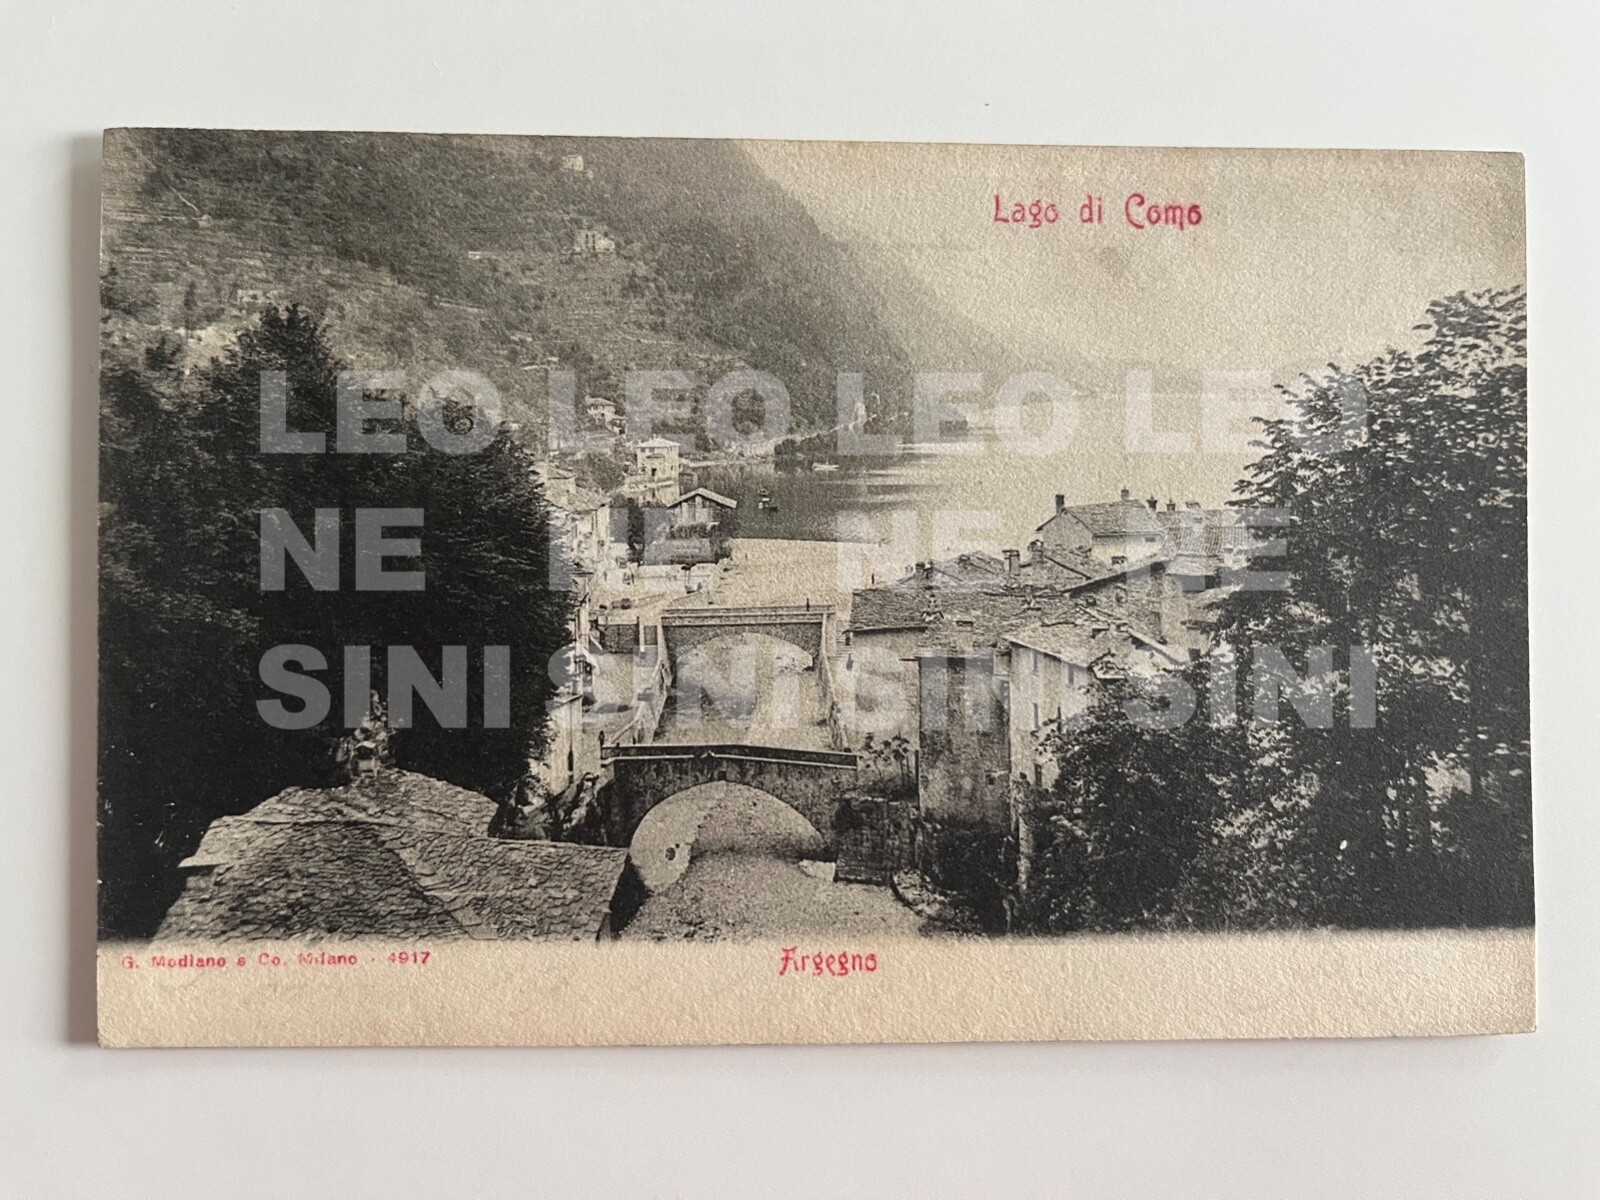 Lago di Como
LEO LEO LEO LEO
NE NE NE NE
SINI SINI SINI SINI
G. Modiano e Co. Milano - 4917
Argegno